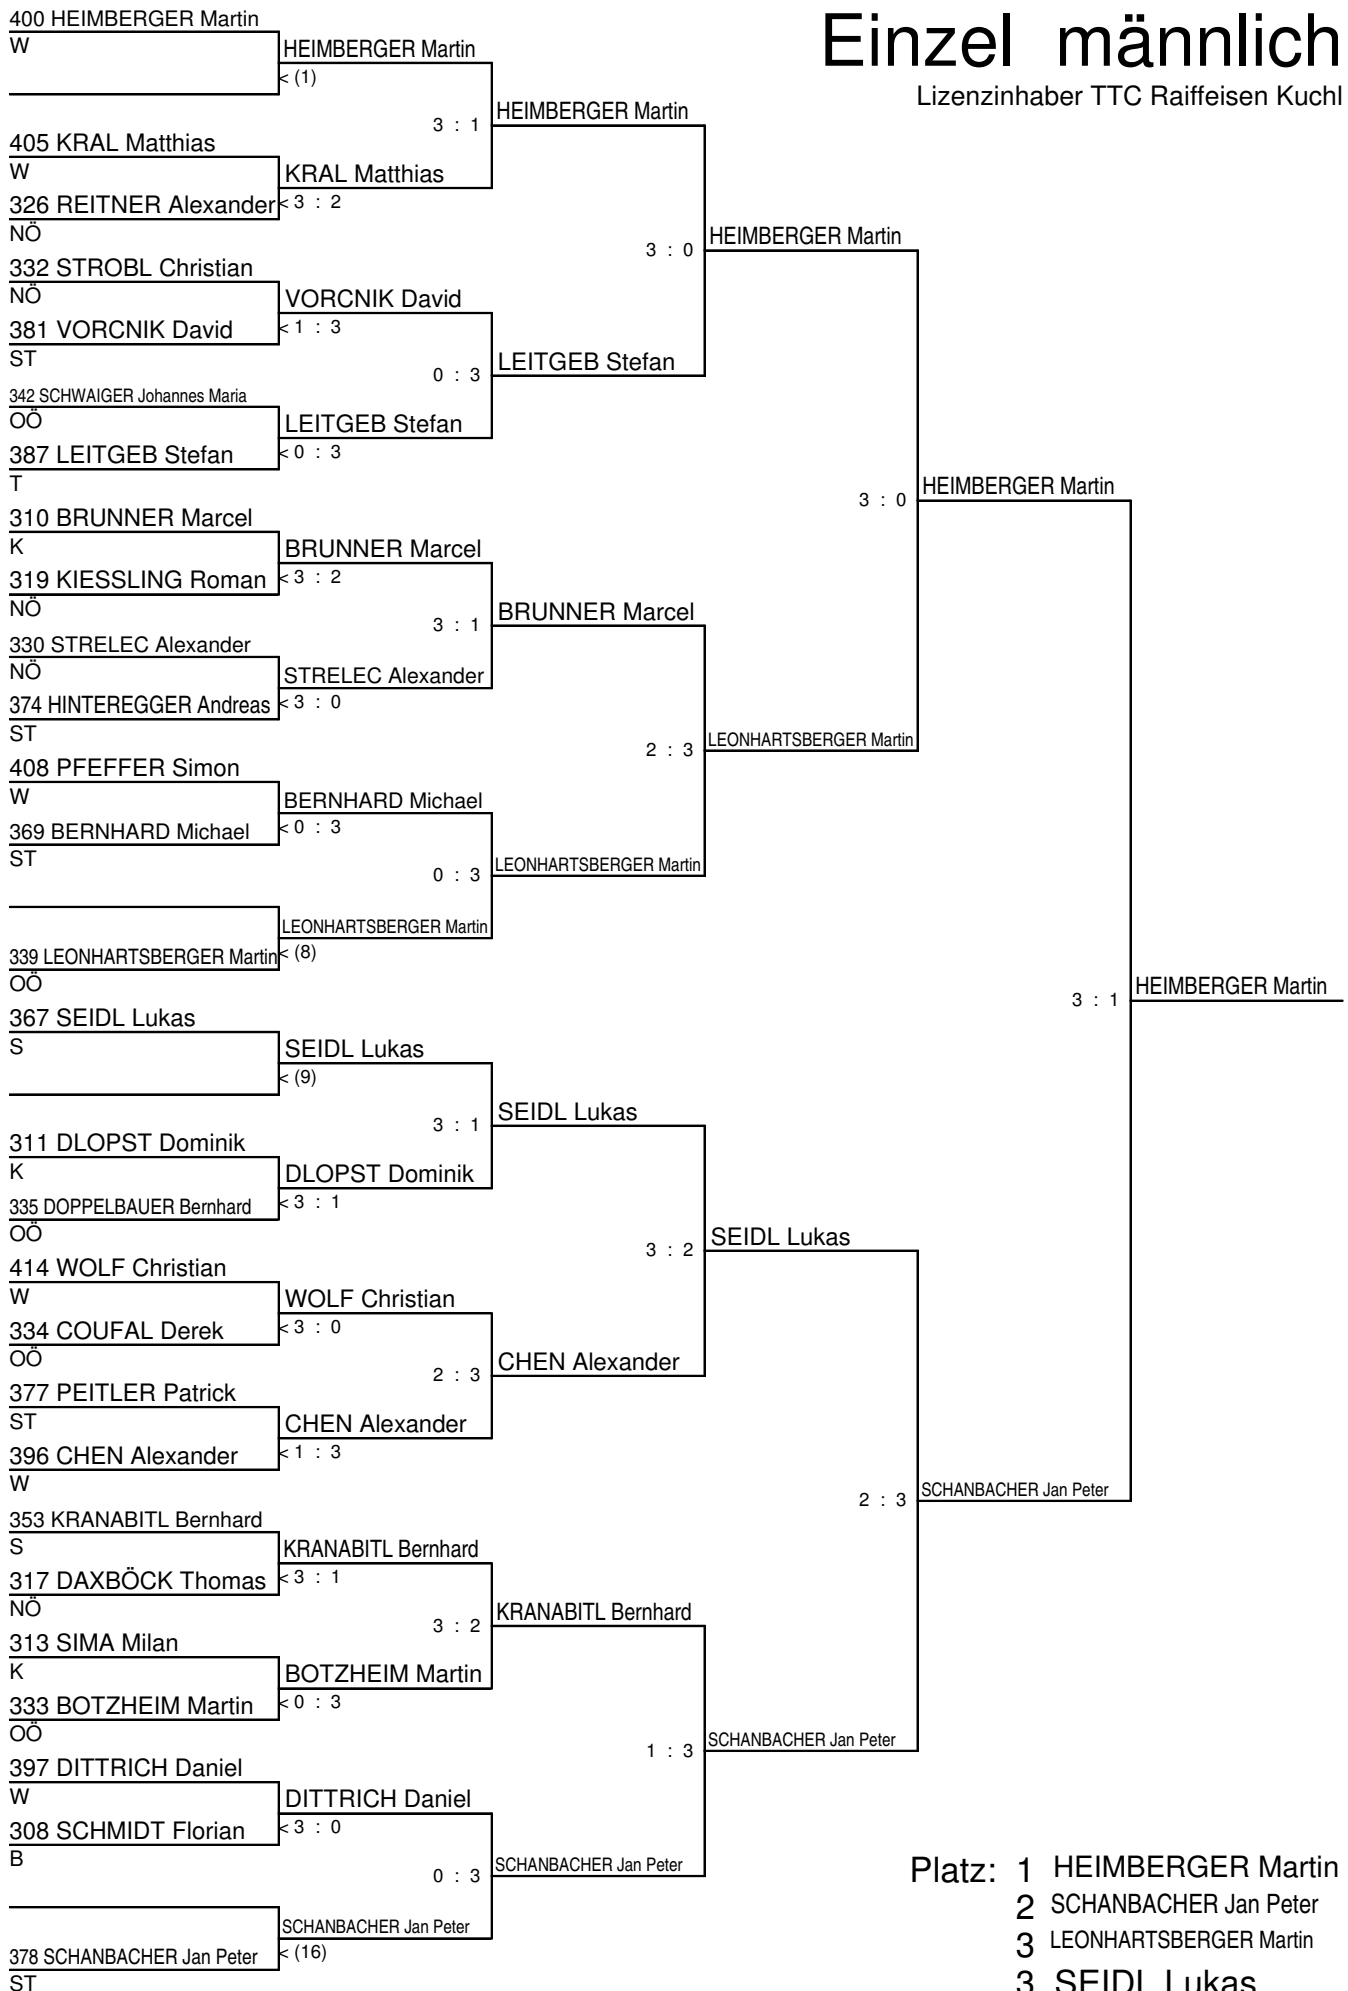 Einzel männlich
Lizenzinhaber TTC Raiffeisen Kuchl
400 HEIMBERGER Martin
W
HEIMBERGER Martin
< (1)
HEIMBERGER Martin
3 : 1
405 KRAL Matthias
W
KRAL Matthias
326 REITNER Alexander
< 3 : 2
NÖ
HEIMBERGER Martin
3 : 0
332 STROBL Christian
NÖ
VORCNIK David
381 VORCNIK David
< 1 : 3
ST
LEITGEB Stefan
0 : 3
342 SCHWAIGER Johannes Maria
OÖ
LEITGEB Stefan
387 LEITGEB Stefan
< 0 : 3
T
HEIMBERGER Martin
3 : 0
310 BRUNNER Marcel
K
BRUNNER Marcel
319 KIESSLING Roman
< 3 : 2
NÖ
BRUNNER Marcel
3 : 1
330 STRELEC Alexander
NÖ
STRELEC Alexander
374 HINTEREGGER Andreas
< 3 : 0
ST
LEONHARTSBERGER Martin
2 : 3
408 PFEFFER Simon
W
BERNHARD Michael
369 BERNHARD Michael
< 0 : 3
ST
LEONHARTSBERGER Martin
0 : 3
LEONHARTSBERGER Martin
339 LEONHARTSBERGER Martin
< (8)
OÖ
HEIMBERGER Martin
3 : 1
367 SEIDL Lukas
S
SEIDL Lukas
< (9)
SEIDL Lukas
3 : 1
311 DLOPST Dominik
K
DLOPST Dominik
335 DOPPELBAUER Bernhard
< 3 : 1
OÖ
SEIDL Lukas
3 : 2
414 WOLF Christian
W
WOLF Christian
334 COUFAL Derek
< 3 : 0
OÖ
CHEN Alexander
2 : 3
377 PEITLER Patrick
ST
CHEN Alexander
396 CHEN Alexander
< 1 : 3
W
SCHANBACHER Jan Peter
2 : 3
353 KRANABITL Bernhard
S
KRANABITL Bernhard
317 DAXBÖCK Thomas
< 3 : 1
NÖ
KRANABITL Bernhard
3 : 2
313 SIMA Milan
K
BOTZHEIM Martin
333 BOTZHEIM Martin
< 0 : 3
OÖ
SCHANBACHER Jan Peter
1 : 3
397 DITTRICH Daniel
W
DITTRICH Daniel
308 SCHMIDT Florian
< 3 : 0
B
SCHANBACHER Jan Peter
0 : 3
SCHANBACHER Jan Peter
378 SCHANBACHER Jan Peter
< (16)
ST
Platz: 1 HEIMBERGER Martin
2 SCHANBACHER Jan Peter
3 LEONHARTSBERGER Martin
3 SEIDL Lukas